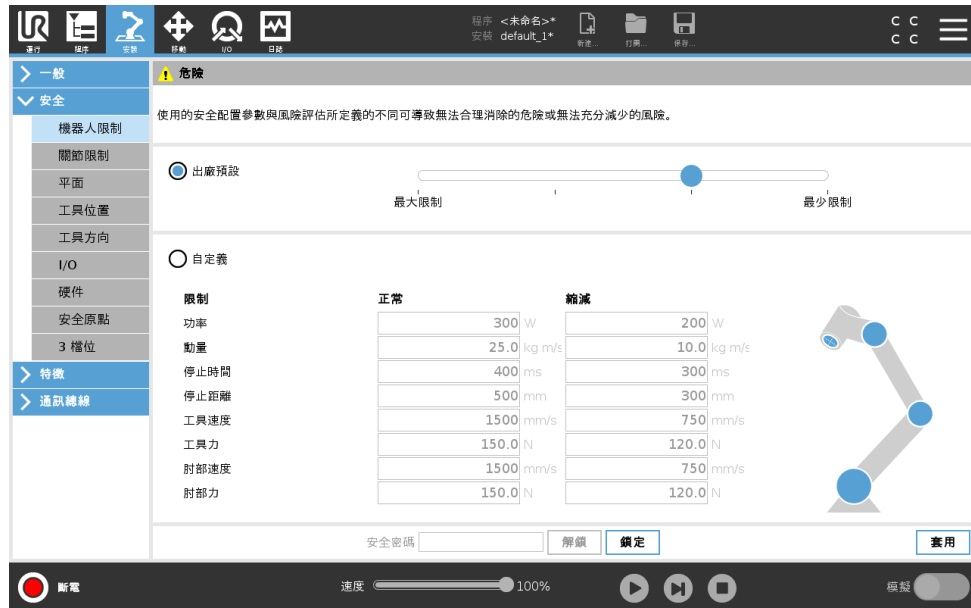 UR
運行
程序
安裝
移動
I/O
日誌
程序 <未命名>*
安裝 default_1*
新建...
打開...
保存...
C C
C C
一般
安全
機器人限制
關節限制
平面
工具位置
工具方向
I/O
硬件
安全原點
3 檔位
特徵
通訊總線
危險
使用的安全配置參數與風險評估所定義的不同可導致無法合理消除的危險或無法充分減少的風險。
出廠預設
最大限制 最少限制
自定義
限制 正常 縮減
功率 300 W 200 W
動量 25.0 kg m/s 10.0 kg m/s
停止時間 400 ms 300 ms
停止距離 500 mm 300 mm
工具速度 1500 mm/s 750 mm/s
工具力 150.0 N 120.0 N
肘部速度 1500 mm/s 750 mm/s
肘部力 150.0 N 120.0 N
安全密碼 解鎖 鎖定 套用
斷電 速度 100% 模擬